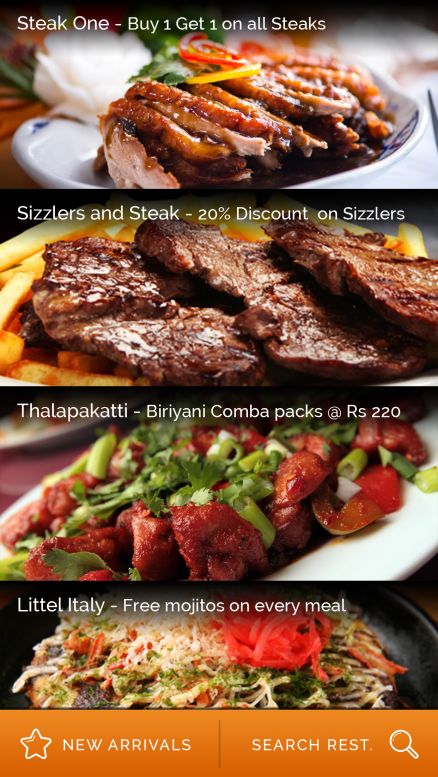 Steak One - Buy 1 Get 1 on all Steaks
Sizzlers and Steak - 20% Discount on Sizzlers
Thalapakatti - Biriyani Comba packs @ Rs 220
Littel Italy - Free mojitos on every meal
NEW ARRIVALS
SEARCH REST.